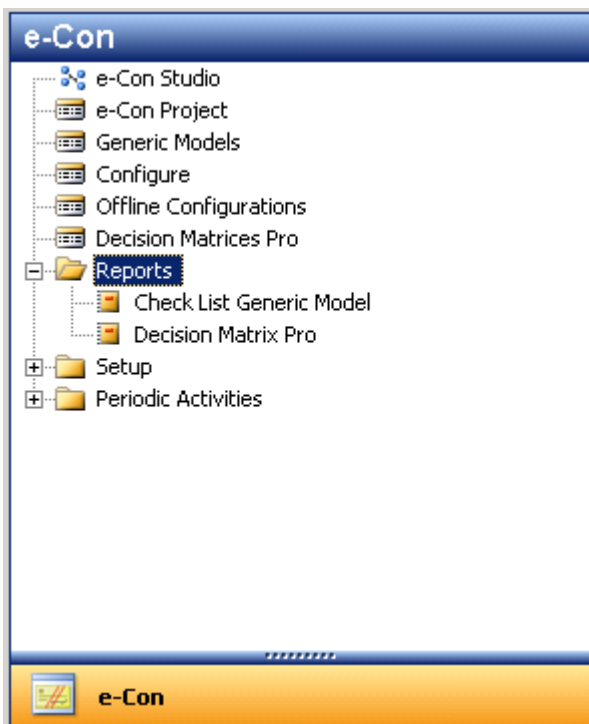 e-Con
e-Con Studio
e-Con Project
Generic Models
Configure
Offline Configurations
Decision Matrices Pro
Reports
Check List Generic Model
Decision Matrix Pro
Setup
Periodic Activities
e-Con